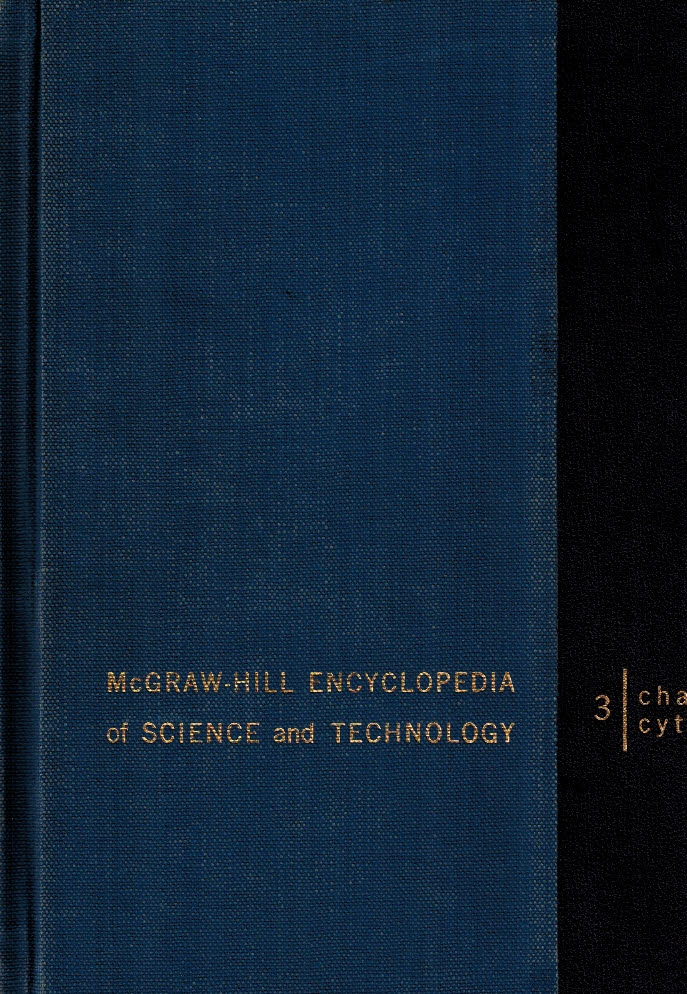 McGRAW-HILL ENCYCLOPEDIA
of SCIENCE and TECHNOLOGY
3
cha
cyt